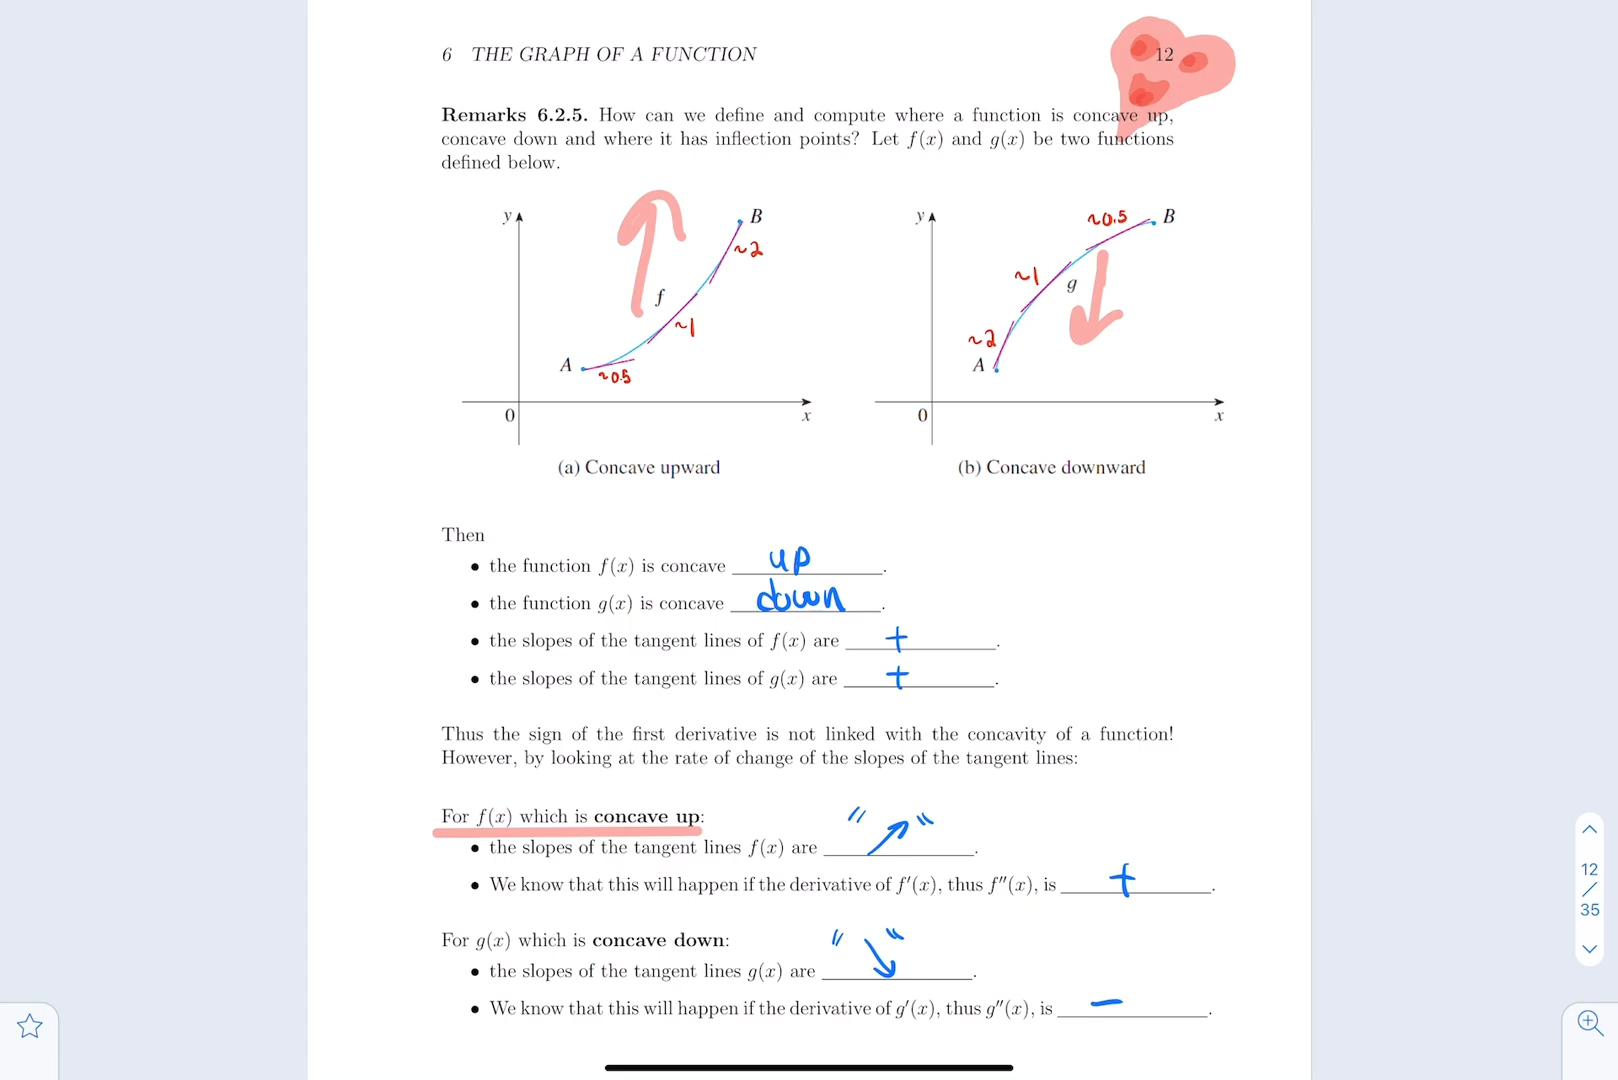 6 THE GRAPH OF A FUNCTION 12
Remarks 6.2.5. How can we define and compute where a function is concave up,
concave down and where it has inflection points? Let f(x) and g(x) be two functions
defined below.
y B
~2
f
~1
A
~0.5
0 x
(a) Concave upward
y ~0.5 B
~1
g
~2
A
0 x
(b) Concave downward
Then
• the function f(x) is concave up.
• the function g(x) is concave down.
• the slopes of the tangent lines of f(x) are +.
• the slopes of the tangent lines of g(x) are +.
Thus the sign of the first derivative is not linked with the concavity of a function!
However, by looking at the rate of change of the slopes of the tangent lines:
For f(x) which is concave up:
• the slopes of the tangent lines f(x) are "↗".
• We know that this will happen if the derivative of f′(x), thus f″(x), is +.
For g(x) which is concave down:
• the slopes of the tangent lines g(x) are "↘".
• We know that this will happen if the derivative of g′(x), thus g″(x), is −.
12
/
35